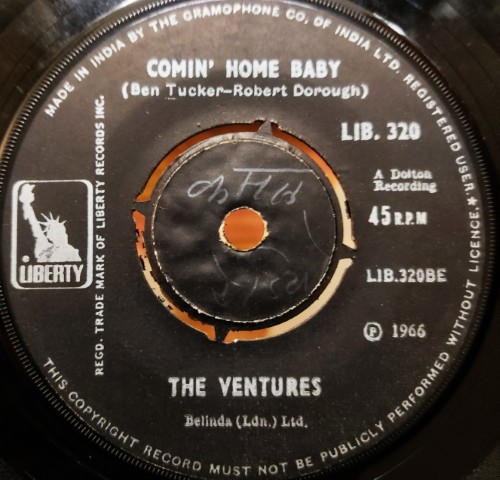 MADE IN INDIA BY THE GRAMOPHONE CO. OF INDIA LTD. REGISTERED USER.★
COMIN' HOME BABY
(Ben Tucker-Robert Dorough)
LIB. 320
A Dolton
Recording
45 R.P.M
LIB.320BE
Ⓟ 1966
LIBERTY
REGD. TRADE MARK OF LIBERTY RECORDS INC.
THE VENTURES
Belinda (Ldn.) Ltd.
THIS COPYRIGHT RECORD MUST NOT BE PUBLICLY PERFORMED WITHOUT LICENCE.